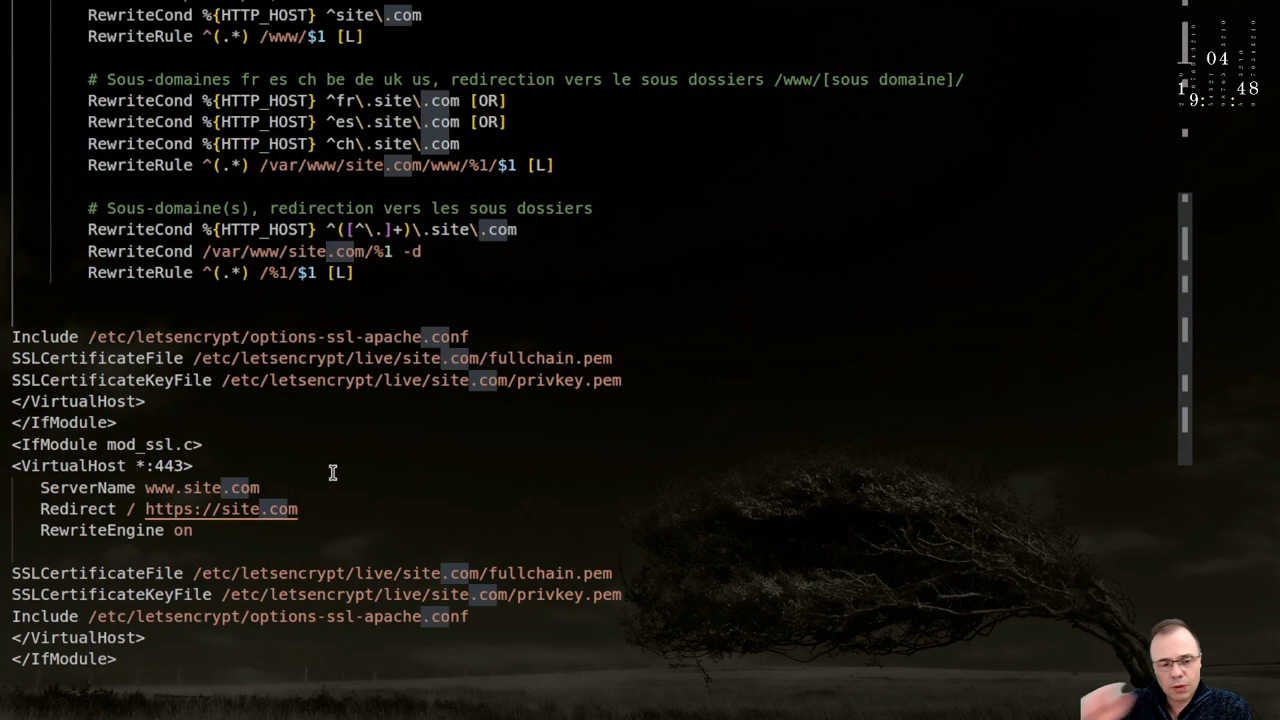 RewriteCond %{HTTP_HOST} ^site\.com
RewriteRule ^(.*) /www/$1 [L]
# Sous-domaines fr es ch be de uk us, redirection vers le sous dossiers /www/[sous domaine]/
RewriteCond %{HTTP_HOST} ^fr\.site\.com [OR]
RewriteCond %{HTTP_HOST} ^es\.site\.com [OR]
RewriteCond %{HTTP_HOST} ^ch\.site\.com
RewriteRule ^(.*) /var/www/site.com/www/%1/$1 [L]
# Sous-domaine(s), redirection vers les sous dossiers
RewriteCond %{HTTP_HOST} ^([^\.]+)\.site\.com
RewriteCond /var/www/site.com/%1 -d
RewriteRule ^(.*) /%1/$1 [L]
Include /etc/letsencrypt/options-ssl-apache.conf
SSLCertificateFile /etc/letsencrypt/live/site.com/fullchain.pem
SSLCertificateKeyFile /etc/letsencrypt/live/site.com/privkey.pem
</VirtualHost>
</IfModule>
<IfModule mod_ssl.c>
<VirtualHost *:443>
ServerName www.site.com
Redirect / https://site.com
RewriteEngine on
SSLCertificateFile /etc/letsencrypt/live/site.com/fullchain.pem
SSLCertificateKeyFile /etc/letsencrypt/live/site.com/privkey.pem
Include /etc/letsencrypt/options-ssl-apache.conf
</VirtualHost>
</IfModule>
04
19: :48